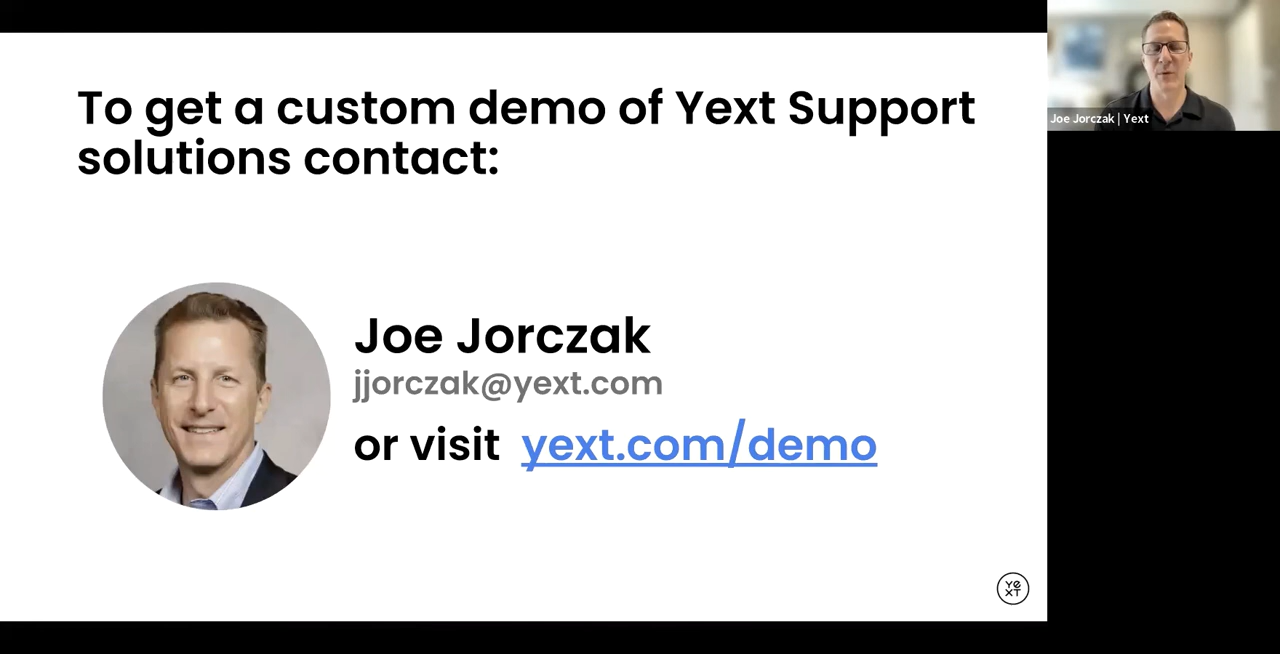 To get a custom demo of Yext Support
solutions contact:
Joe Jorczak
jjorczak@yext.com
or visit yext.com/demo
Joe Jorczak | Yext
YEXT